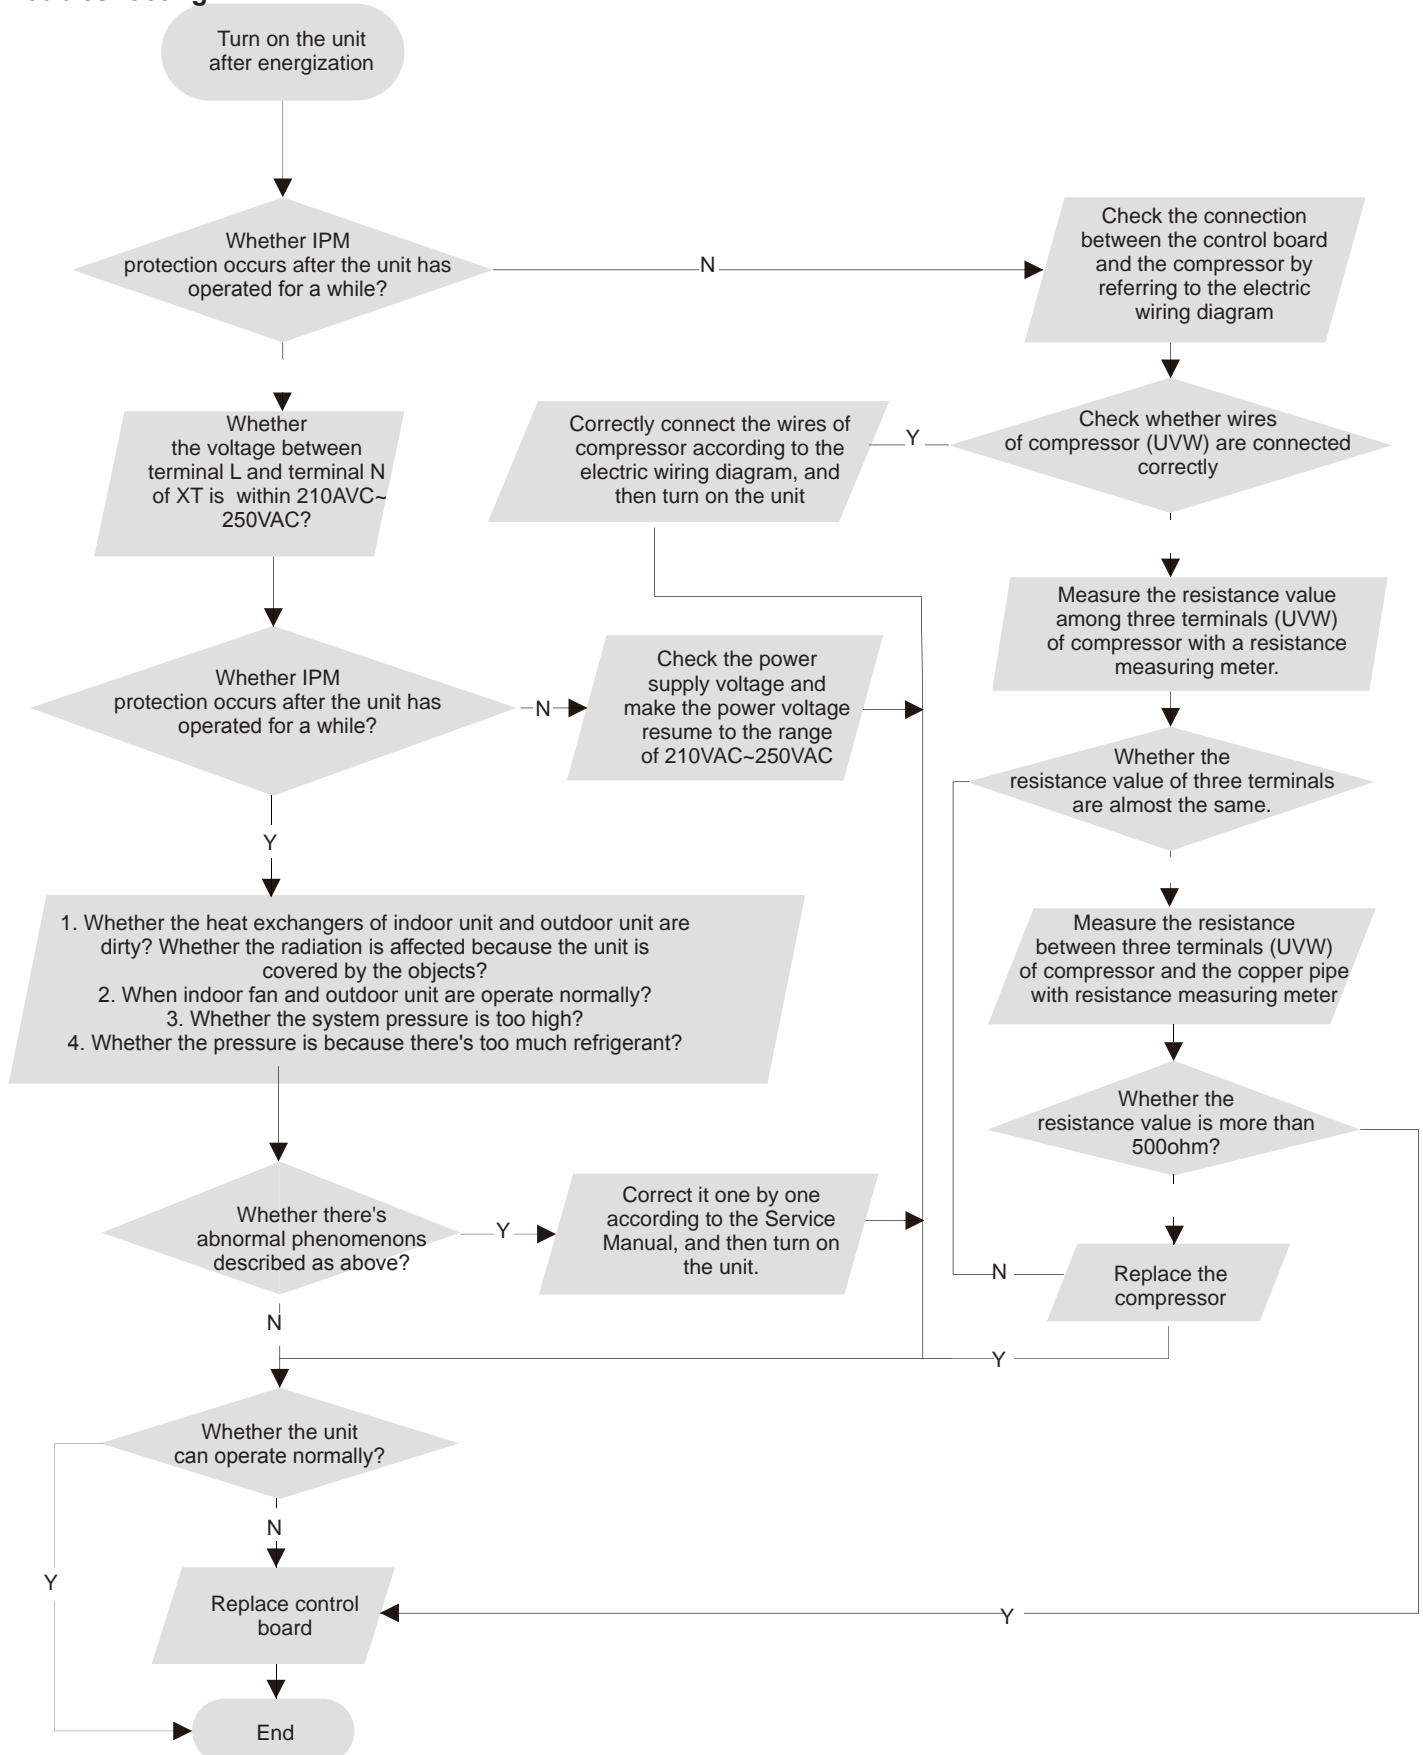 Turn on the unit
after energization
Whether IPM
protection occurs after the unit has
operated for a while?
N
Check the connection
between the control board
and the compressor by
referring to the electric
wiring diagram
Whether
the voltage between
terminal L and terminal N
of XT is within 210AVC~
250VAC?
Correctly connect the wires of
compressor according to the
electric wiring diagram, and
then turn on the unit
Y
Check whether wires
of compressor (UVW) are connected
correctly
Measure the resistance value
among three terminals (UVW)
of compressor with a resistance
measuring meter.
Whether IPM
protection occurs after the unit has
operated for a while?
N
Check the power
supply voltage and
make the power voltage
resume to the range
of 210VAC~250VAC
Whether the
resistance value of three terminals
are almost the same.
Y
1. Whether the heat exchangers of indoor unit and outdoor unit are
dirty? Whether the radiation is affected because the unit is
covered by the objects?
2. When indoor fan and outdoor unit are operate normally?
3. Whether the system pressure is too high?
4. Whether the pressure is because there's too much refrigerant?
Measure the resistance
between three terminals (UVW)
of compressor and the copper pipe
with resistance measuring meter
Whether the
resistance value is more than
500ohm?
Whether there's
abnormal phenomenons
described as above?
Y
Correct it one by one
according to the Service
Manual, and then turn on
the unit.
N
Replace the
compressor
N
Y
Whether the unit
can operate normally?
N
Y
Replace control
board
Y
End